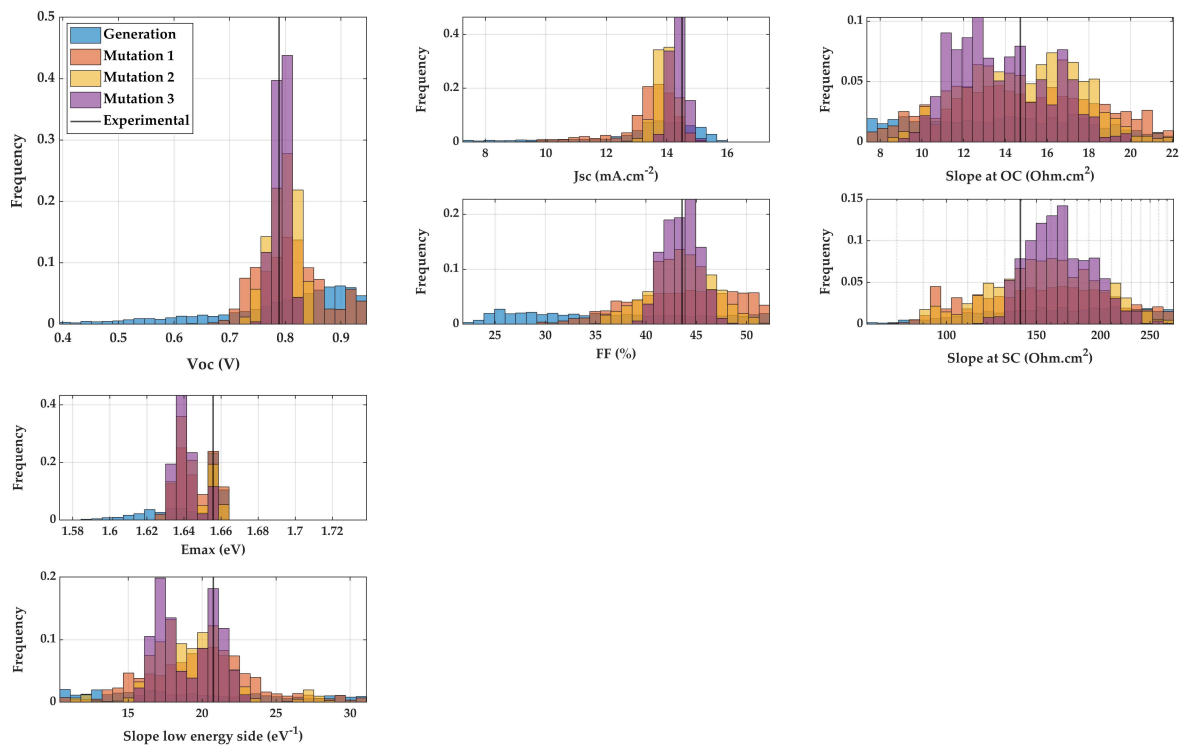 0.5
0.4
0.3
0.2
0.1
0
Frequency
Generation
Mutation 1
Mutation 2
Mutation 3
Experimental
0.4 0.5 0.6 0.7 0.8 0.9
Voc (V)
0.4
0.2
0
Frequency
8 10 12 14 16
Jsc (mA.cm-2)
0.1
0.05
0
Frequency
8 10 12 14 16 18 20 22
Slope at OC (Ohm.cm2)
0.2
0.1
0
Frequency
25 30 35 40 45 50
FF (%)
0.15
0.1
0.05
0
Frequency
100 150 200 250
Slope at SC (Ohm.cm2)
0.4
0.2
0
Frequency
1.58 1.6 1.62 1.64 1.66 1.68 1.7 1.72
Emax (eV)
0.2
0.1
0
Frequency
15 20 25 30
Slope low energy side (eV-1)